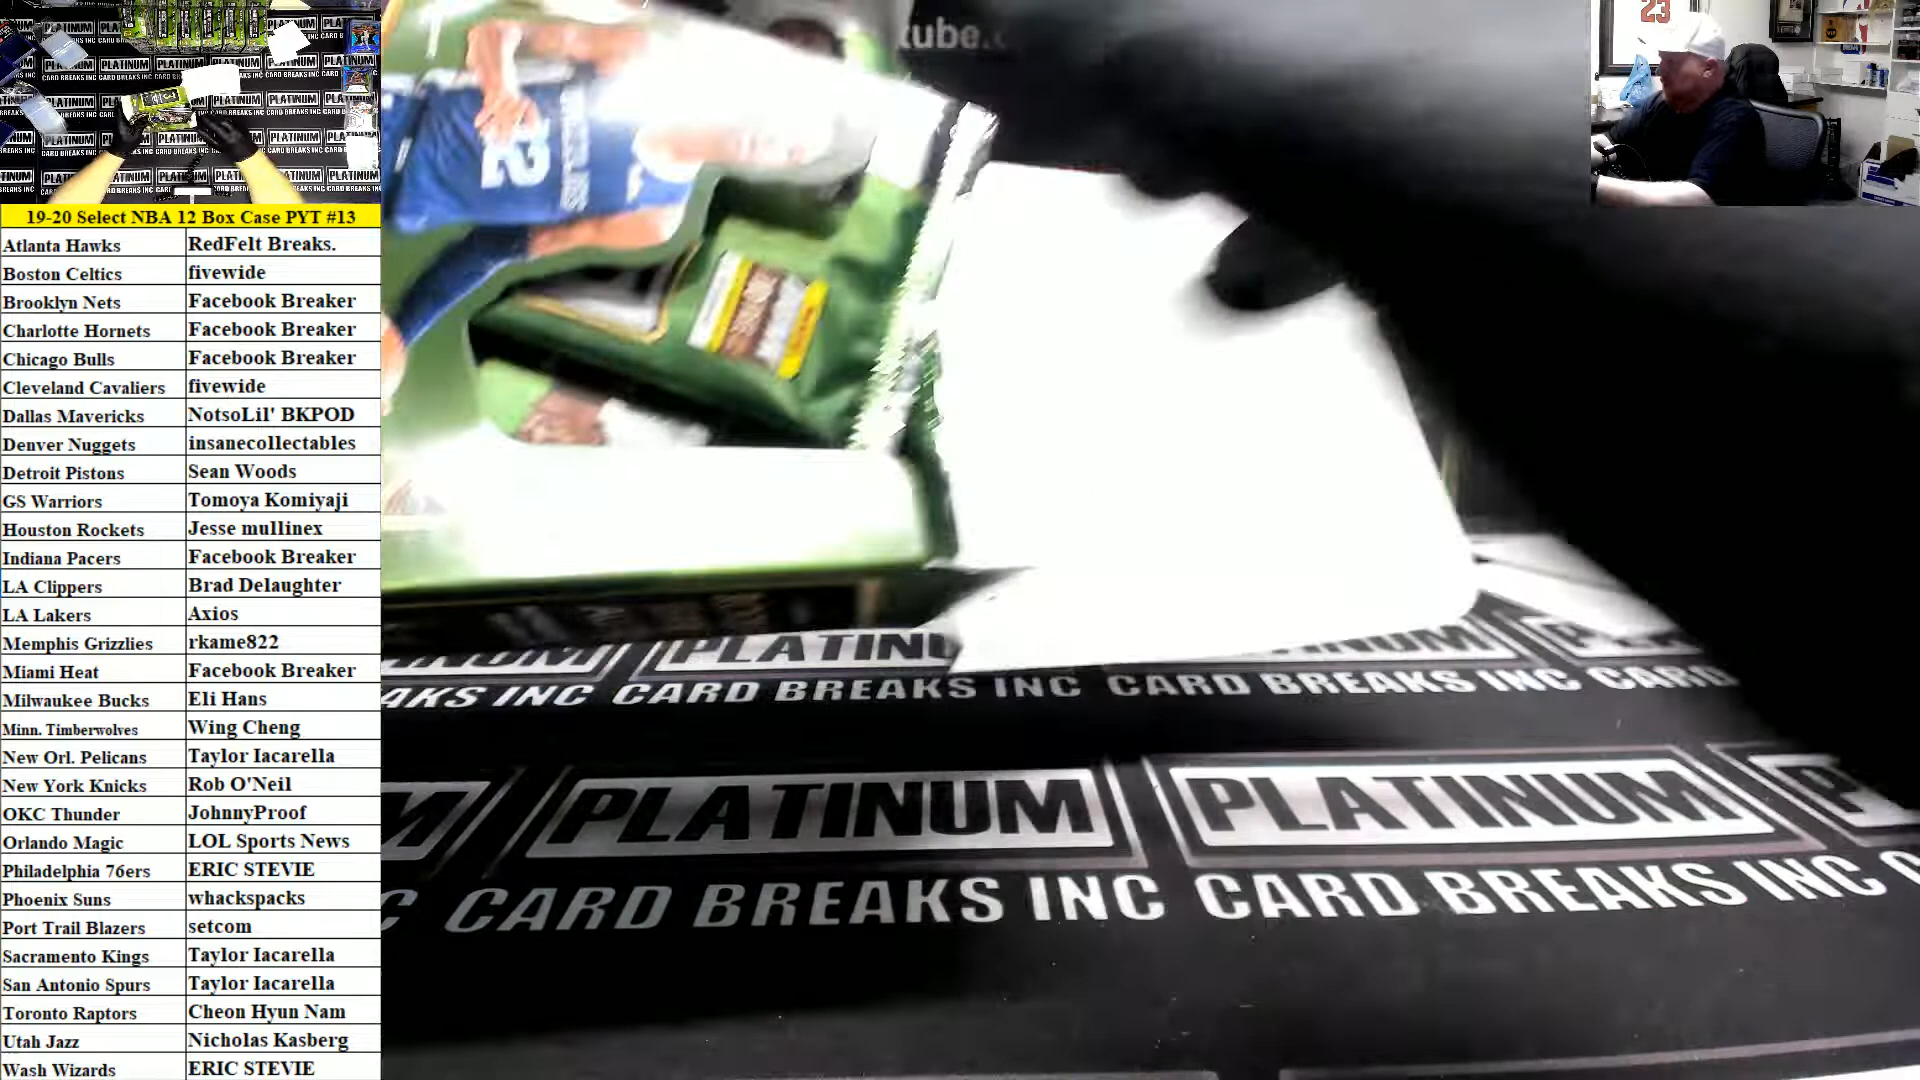 19-20 Select NBA 12 Box Case PYT #13
Atlanta Hawks RedFelt Breaks.
Boston Celtics fivewide
Brooklyn Nets Facebook Breaker
Charlotte Hornets Facebook Breaker
Chicago Bulls Facebook Breaker
Cleveland Cavaliers fivewide
Dallas Mavericks NotsoLil' BKPOD
Denver Nuggets insanecollectables
Detroit Pistons Sean Woods
GS Warriors Tomoya Komiyaji
Houston Rockets Jesse mullinex
Indiana Pacers Facebook Breaker
LA Clippers Brad Delaughter
LA Lakers Axios
Memphis Grizzlies rkame822
Miami Heat Facebook Breaker
Milwaukee Bucks Eli Hans
Minn. Timberwolves Wing Cheng
New Orl. Pelicans Taylor Iacarella
New York Knicks Rob O'Neil
OKC Thunder JohnnyProof
Orlando Magic LOL Sports News
Philadelphia 76ers ERIC STEVIE
Phoenix Suns whackspacks
Port Trail Blazers setcom
Sacramento Kings Taylor Iacarella
San Antonio Spurs Taylor Iacarella
Toronto Raptors Cheon Hyun Nam
Utah Jazz Nicholas Kasberg
Wash Wizards ERIC STEVIE
tube.c
23
PLATINUM
AKS INC CARD BREAKS INC CARD BREAKS INC CARD
PLATINUM PLATINUM
C CARD BREAKS INC CARD BREAKS INC C